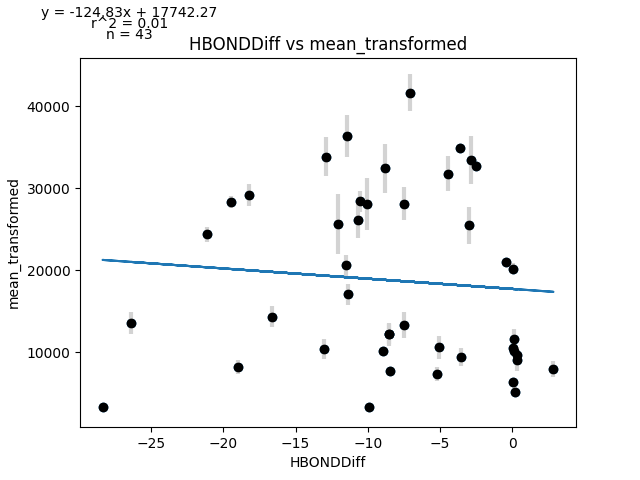 y = -124.83x + 17742.27
r^2 = 0.01
n = 43
HBONDDiff vs mean_transformed
mean_transformed
40000
30000
20000
10000
−25
−20
−15
−10
−5
0
HBONDDiff